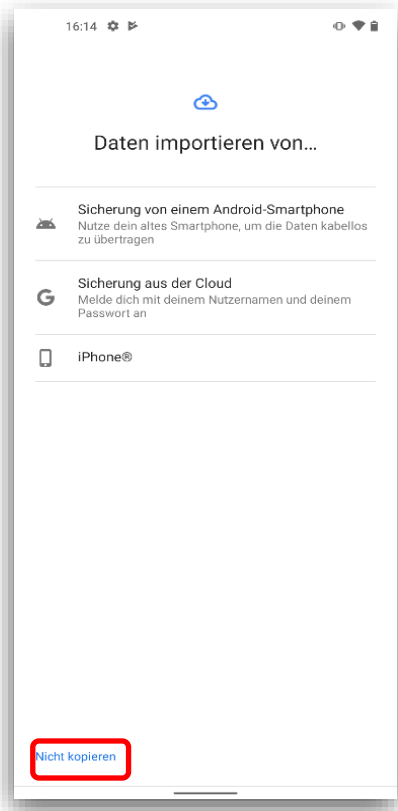 16:14
Daten importieren von...
Sicherung von einem Android-Smartphone
Nutze dein altes Smartphone, um die Daten kabellos
zu übertragen
Sicherung aus der Cloud
Melde dich mit deinem Nutzernamen und deinem
Passwort an
iPhone®
Nicht kopieren